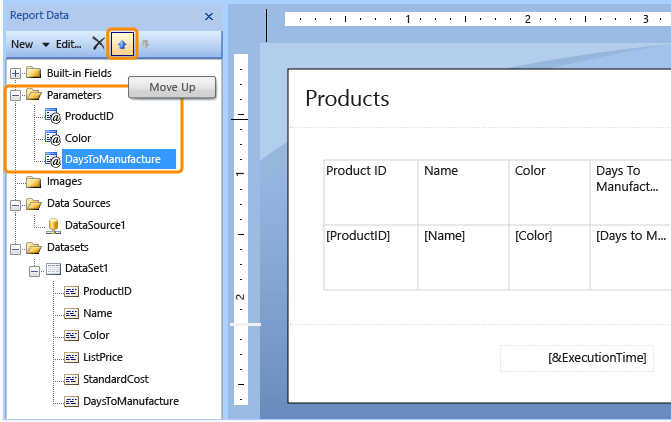 Report Data
New Edit...
Built-in Fields
Parameters
Move Up
ProductID
Color
DaysToManufacture
Images
Data Sources
DataSource1
Datasets
DataSet1
ProductID
Name
Color
ListPrice
StandardCost
DaysToManufacture
1 2 3
1
2
Products
Product ID Name Color Days To Manufact...
[ProductID] [Name] [Color] [Days to M...
[&ExecutionTime]